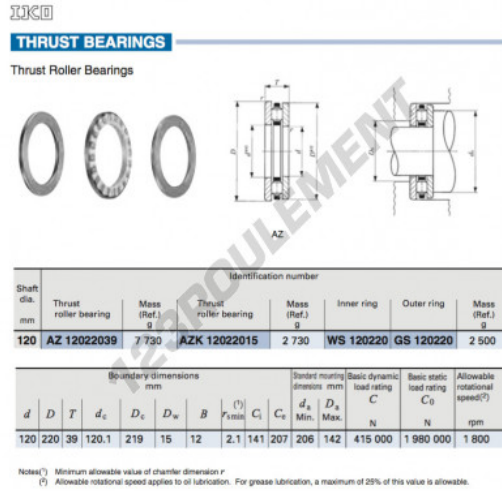 IKO
THRUST BEARINGS
Thrust Roller Bearings
T
r
D
d
AZ
123ROULEMENT
Identification number
Shaft dia. mm
Thrust roller bearing
Mass (Ref.) g
Thrust roller bearing
Mass (Ref.) g
Inner ring
Outer ring
Mass (Ref.) g
120 AZ 12022039 7 730 AZK 12022015 2 730 WS 120220 GS 120220 2 500
Boundary dimensions mm
Standard mounting dimensions mm
Basic dynamic load rating C N
Basic static load rating C0 N
Allowable rotational speed(2) rpm
d D T dc Dc Dw B rs min(1) Ci Ce da Min. Da Max.
120 220 39 120.1 219 15 12 2.1 141 207 206 142 415 000 1 980 000 1 800
Notes(1) Minimum allowable value of chamfer dimension r
(2) Allowable rotational speed applies to oil lubrication. For grease lubrication, a maximum of 25% of this value is allowable.